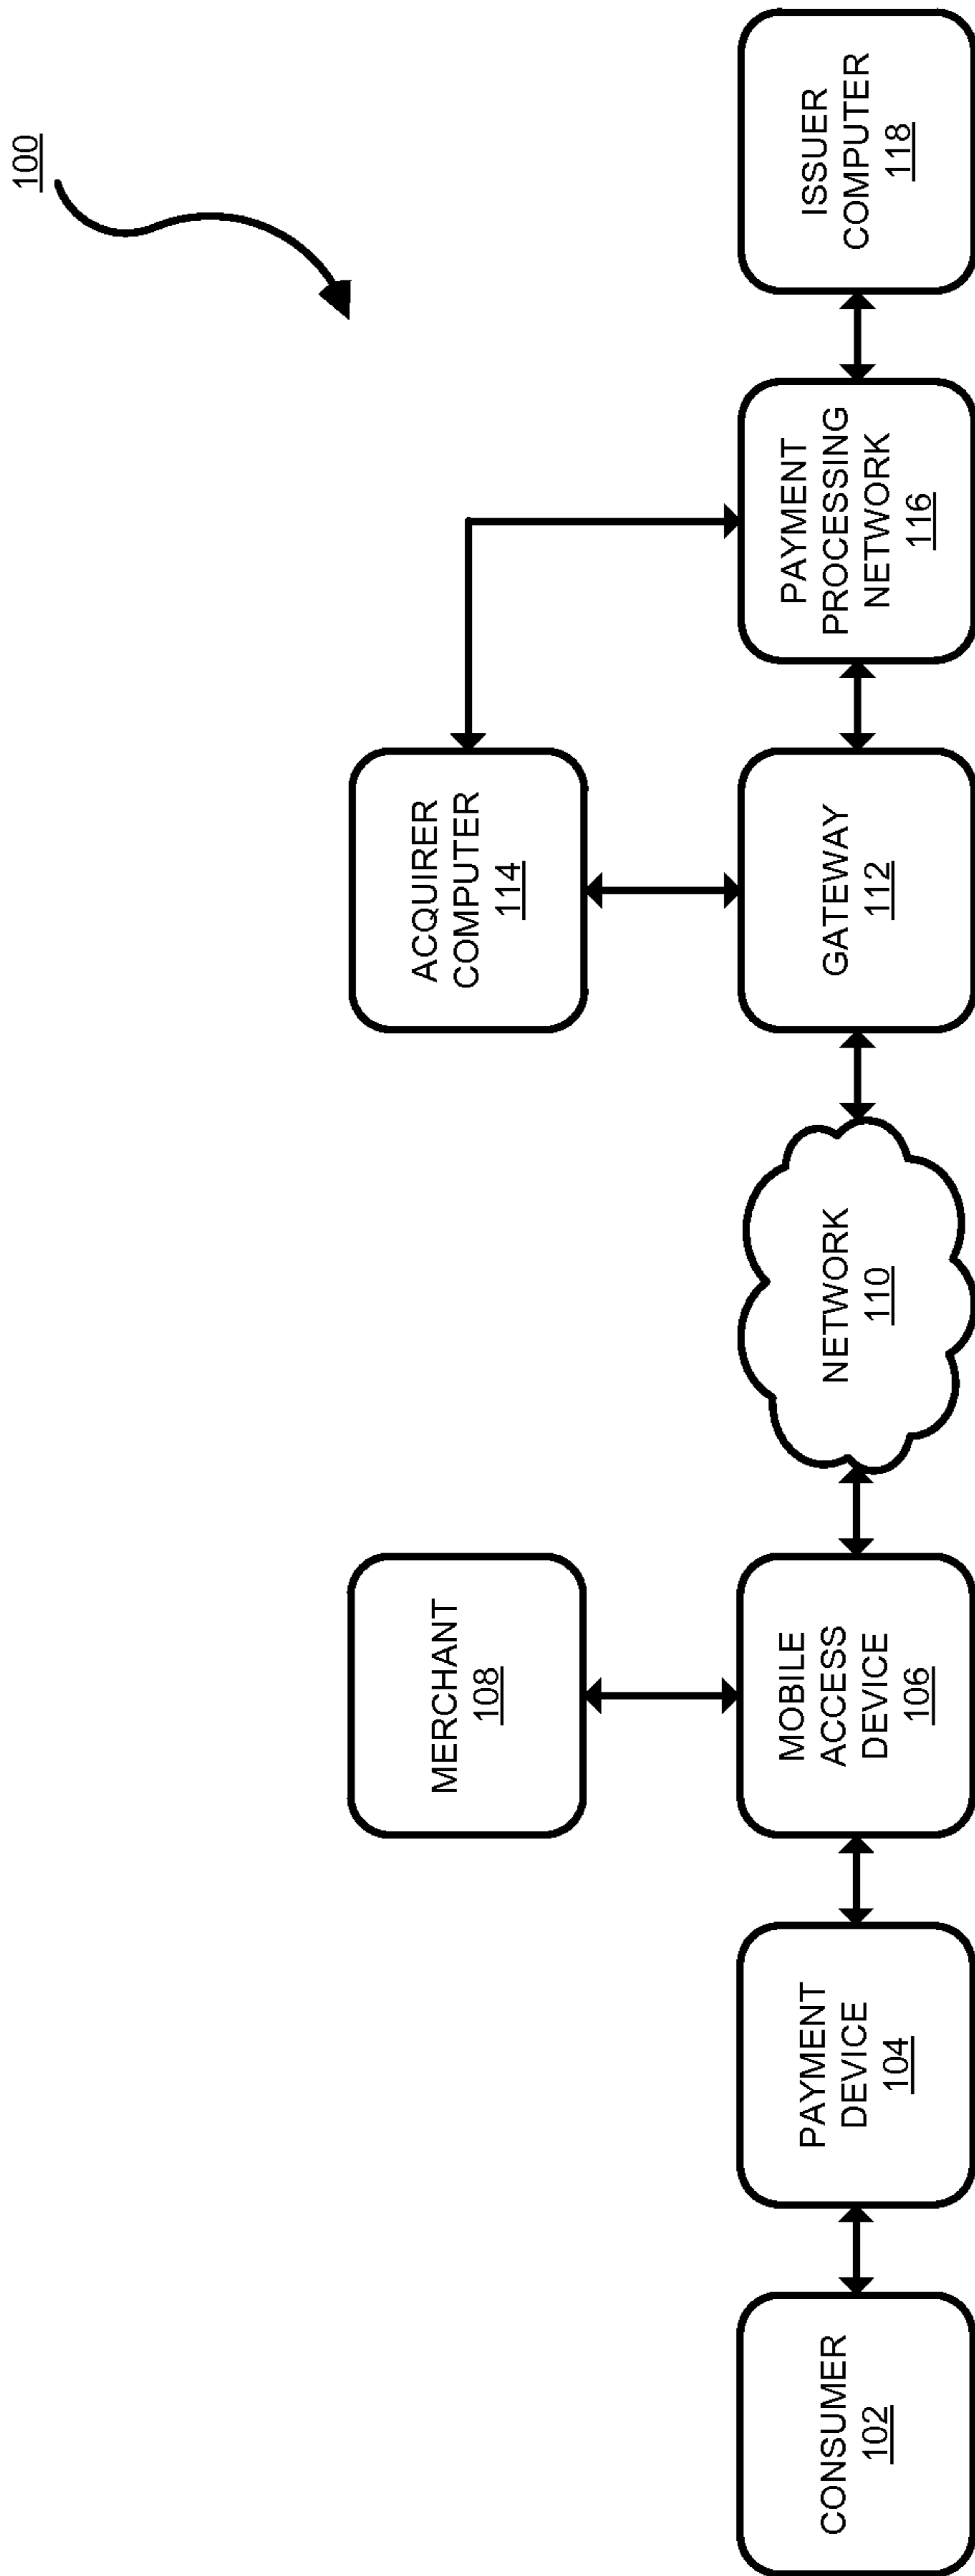 100
MERCHANT
108
ACQUIRER
COMPUTER
114
CONSUMER
102
PAYMENT
DEVICE
104
MOBILE
ACCESS
DEVICE
106
NETWORK
110
GATEWAY
112
PAYMENT
PROCESSING
NETWORK
116
ISSUER
COMPUTER
118